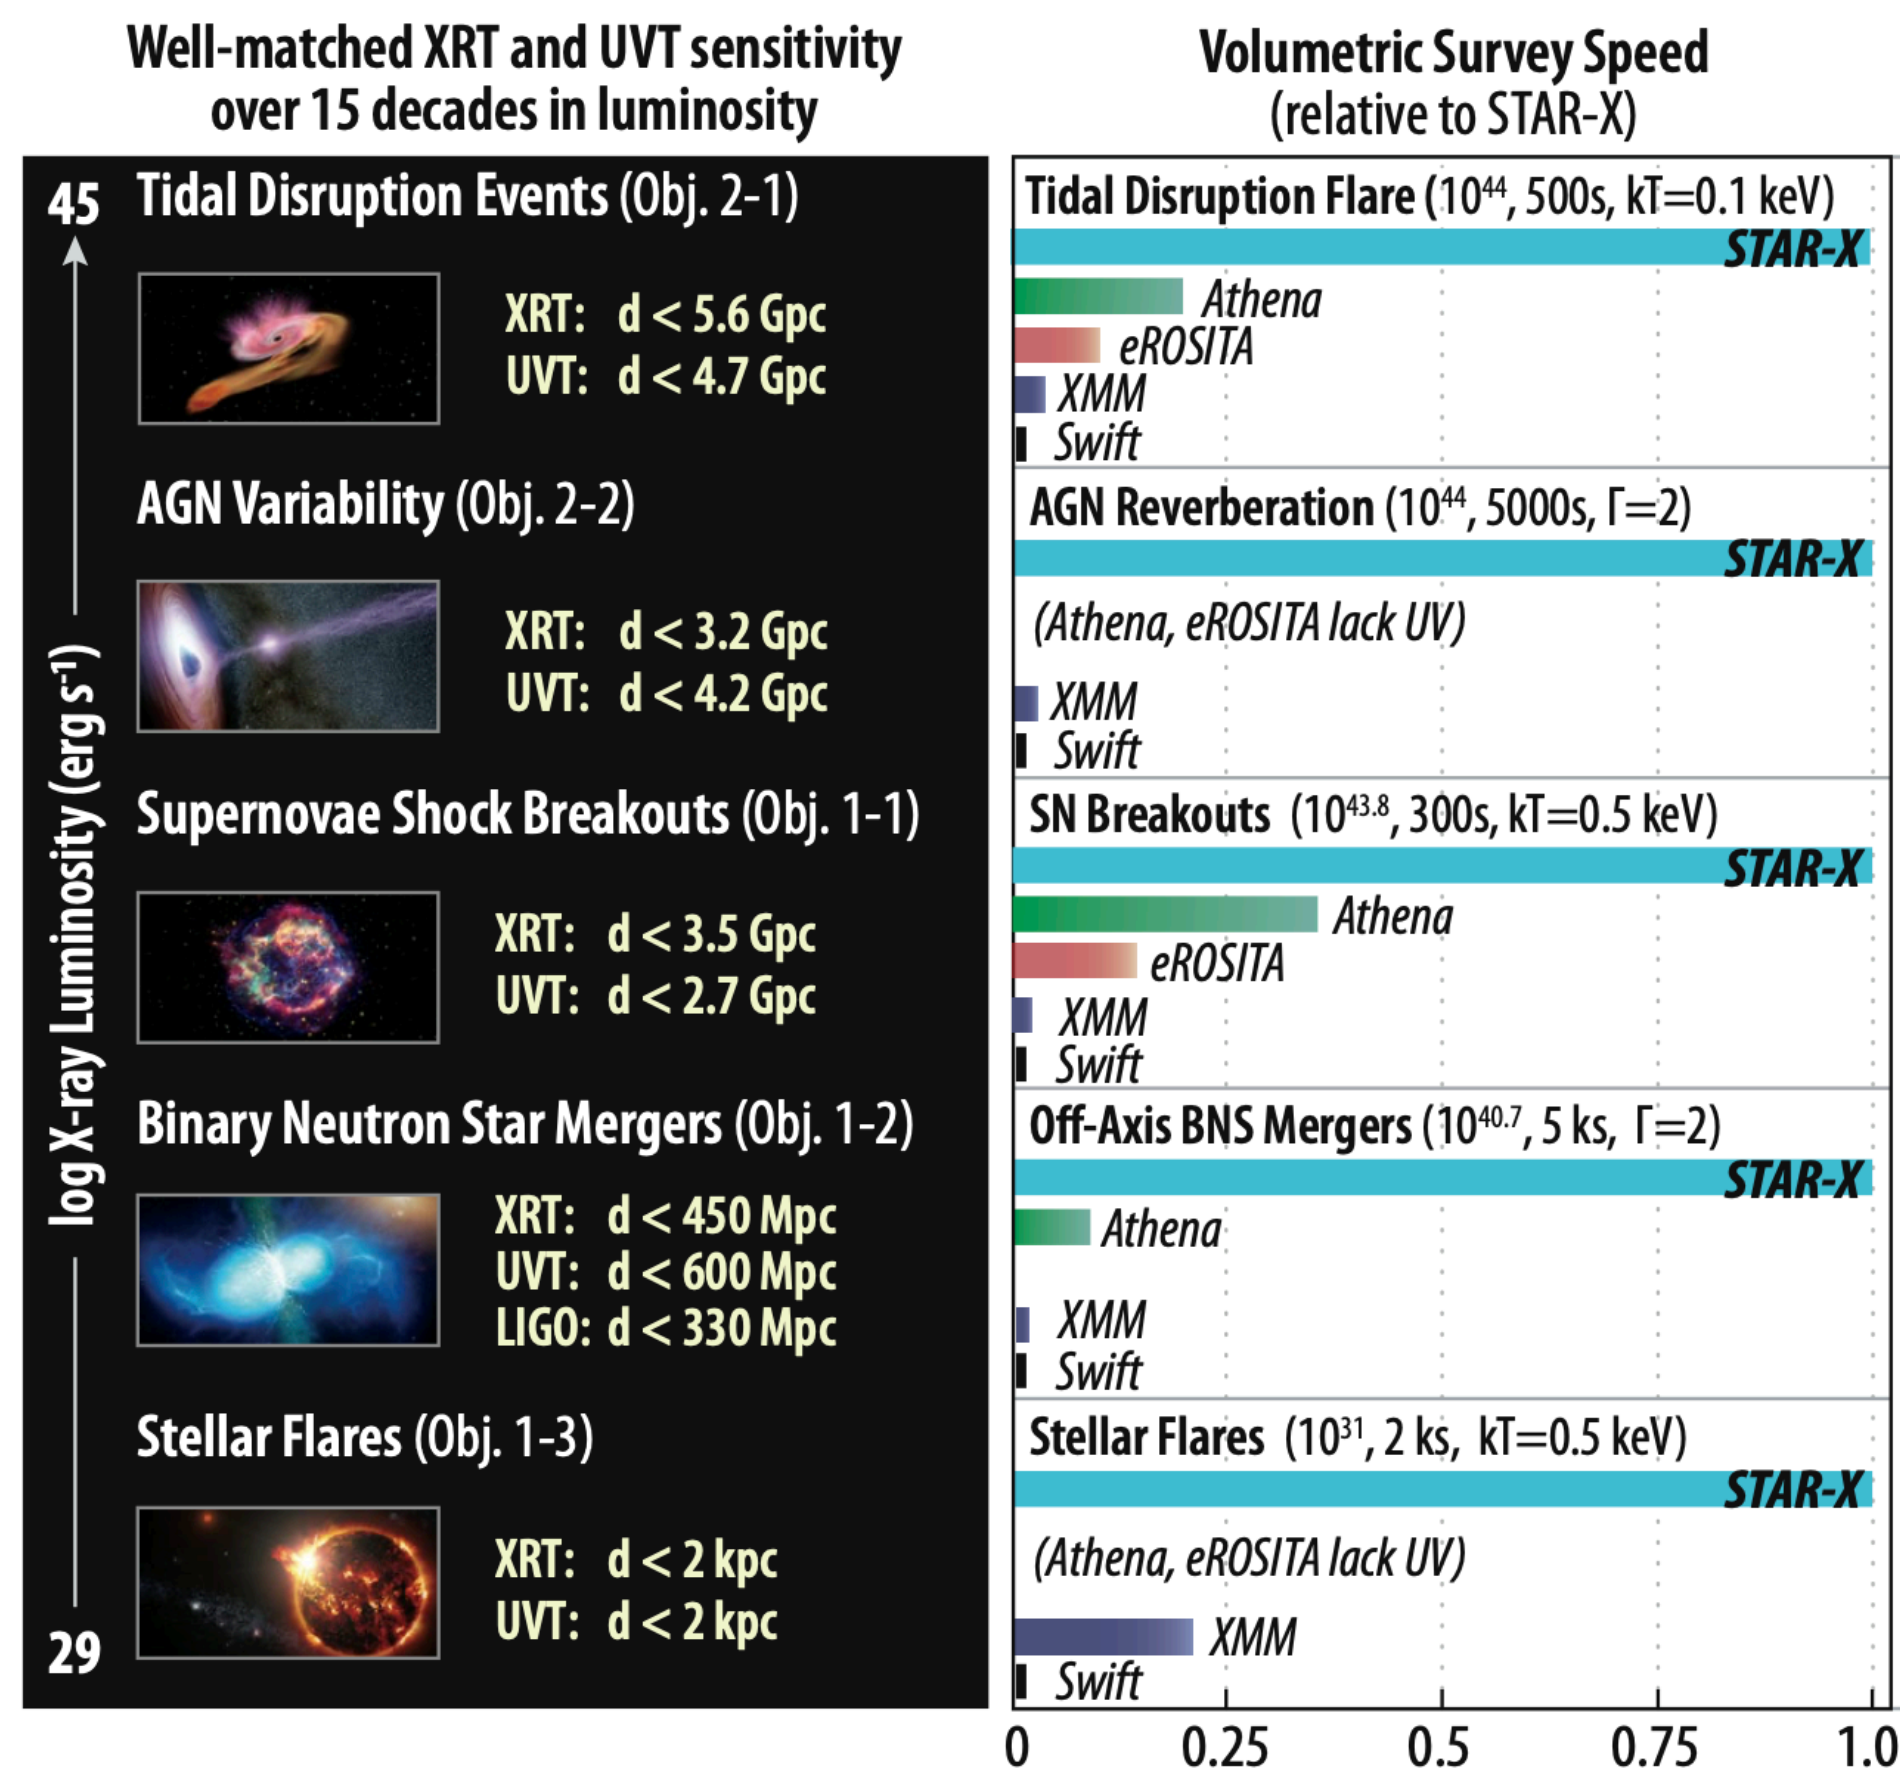 Well-matched XRT and UVT sensitivity
over 15 decades in luminosity
45
log X-ray Luminosity (erg s⁻¹)
29
Tidal Disruption Events (Obj. 2-1)
XRT: d < 5.6 Gpc
UVT: d < 4.7 Gpc
AGN Variability (Obj. 2-2)
XRT: d < 3.2 Gpc
UVT: d < 4.2 Gpc
Supernovae Shock Breakouts (Obj. 1-1)
XRT: d < 3.5 Gpc
UVT: d < 2.7 Gpc
Binary Neutron Star Mergers (Obj. 1-2)
XRT: d < 450 Mpc
UVT: d < 600 Mpc
LIGO: d < 330 Mpc
Stellar Flares (Obj. 1-3)
XRT: d < 2 kpc
UVT: d < 2 kpc
Volumetric Survey Speed
(relative to STAR-X)
Tidal Disruption Flare (10⁴⁴, 500s, kT=0.1 keV)
STAR-X
Athena
eROSITA
XMM
Swift
AGN Reverberation (10⁴⁴, 5000s, Γ=2)
STAR-X
(Athena, eROSITA lack UV)
XMM
Swift
SN Breakouts (10⁴³·⁸, 300s, kT=0.5 keV)
STAR-X
Athena
eROSITA
XMM
Swift
Off-Axis BNS Mergers (10⁴⁰·⁷, 5 ks, Γ=2)
STAR-X
Athena
XMM
Swift
Stellar Flares (10³¹, 2 ks, kT=0.5 keV)
STAR-X
(Athena, eROSITA lack UV)
XMM
Swift
0 0.25 0.5 0.75 1.0